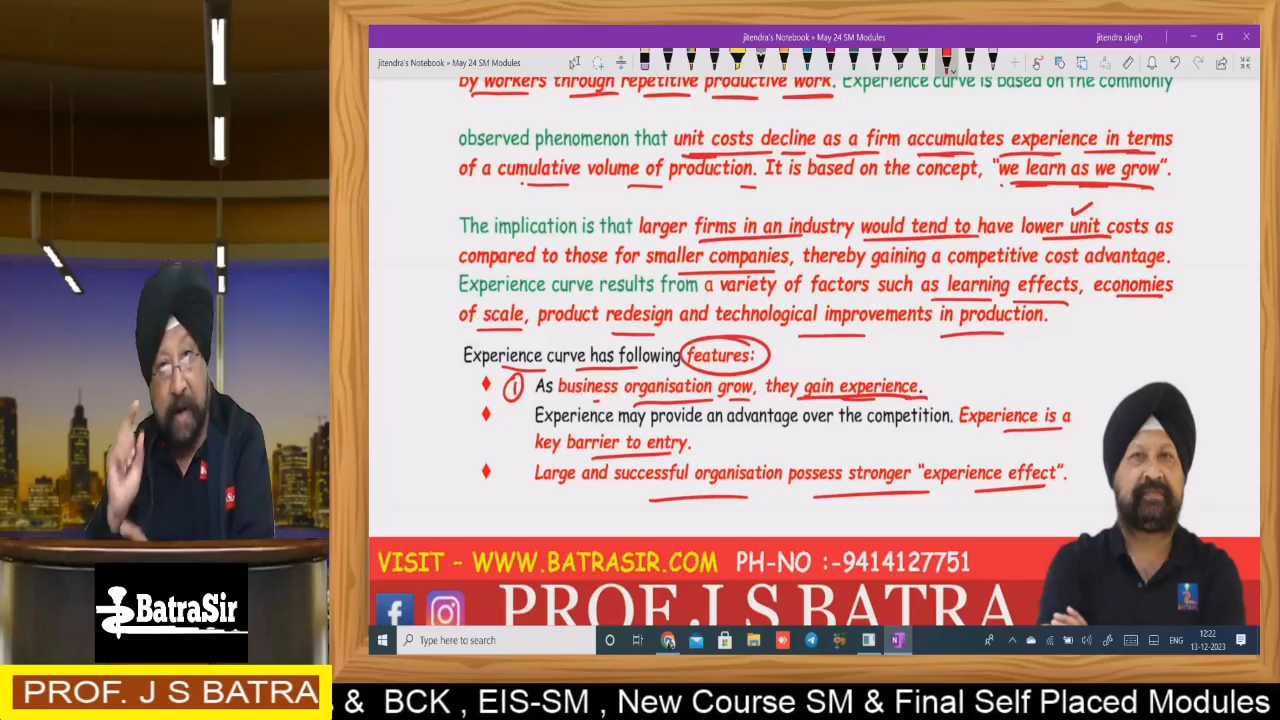 jitendra's Notebook » May 24 SM Modules
jitendra singh
jitendra's Notebook » May 24 SM Modules
by workers through repetitive productive work. Experience curve is based on the commonly
observed phenomenon that unit costs decline as a firm accumulates experience in terms
of a cumulative volume of production. It is based on the concept, "we learn as we grow".
The implication is that larger firms in an industry would tend to have lower unit costs as
compared to those for smaller companies, thereby gaining a competitive cost advantage.
Experience curve results from a variety of factors such as learning effects, economies
of scale, product redesign and technological improvements in production.
Experience curve has following features:
① As business organisation grow, they gain experience.
Experience may provide an advantage over the competition. Experience is a
key barrier to entry.
Large and successful organisation possess stronger "experience effect".
VISIT - WWW.BATRASIR.COM PH-NO :-9414127751
PROF.J S BATRA
BatraSir
Type here to search
ENG
12:22
13-12-2023
PROF. J S BATRA
& BCK , EIS-SM , New Course SM & Final Self Placed Modules